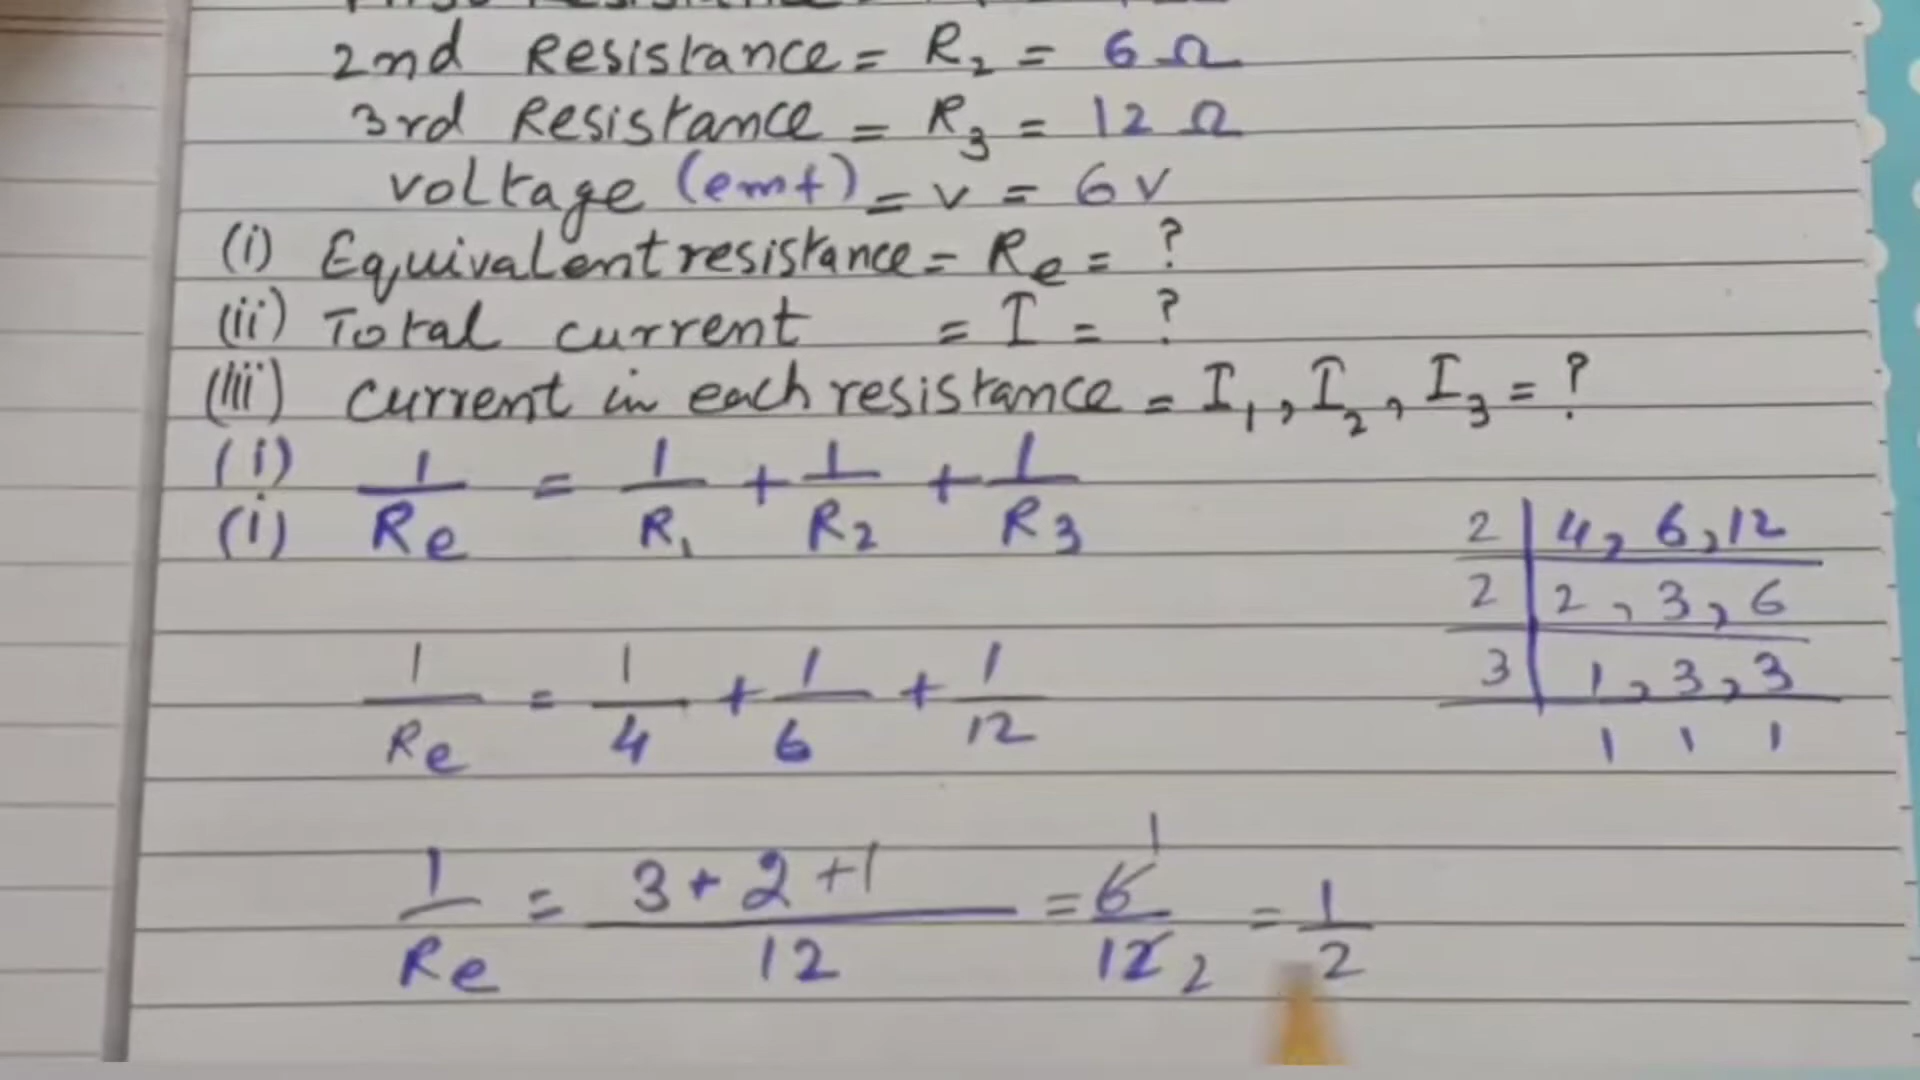 2nd Resistance = R₂ = 6 Ω
3rd Resistance = R₃ = 12 Ω
voltage (emf) = v = 6 v
(i) Equivalent resistance = Re = ?
(ii) Total current = I = ?
(iii) Current in each resistance = I₁, I₂, I₃ = ?
(i) 1/Re = 1/R₁ + 1/R₂ + 1/R₃
(i)
2 | 4, 6, 12
2 | 2, 3, 6
3 | 1, 3, 3
1 1 1
1/Re = 1/4 + 1/6 + 1/12
1/Re = 3 + 2 + 1/12 = 6/12 = 1/2
1
2